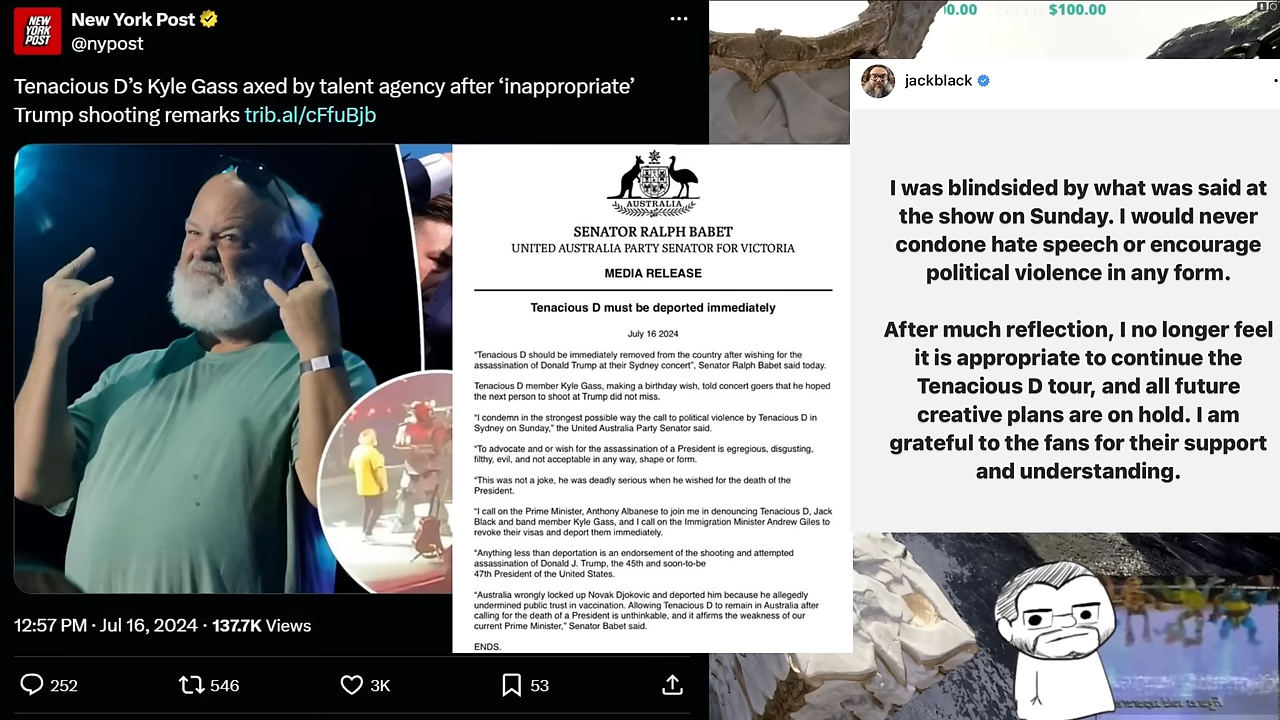 NEW
YORK
POST
New York Post
@nypost
Tenacious D’s Kyle Gass axed by talent agency after ‘inappropriate’
Trump shooting remarks trib.al/cFfuBjb
12:57 PM · Jul 16, 2024 · 137.7K Views
252
546
3K
53
AUSTRALIA
SENATOR RALPH BABET
UNITED AUSTRALIA PARTY SENATOR FOR VICTORIA
MEDIA RELEASE
Tenacious D must be deported immediately
July 16 2024
“Tenacious D should be immediately removed from the country after wishing for the
assassination of Donald Trump at their Sydney concert”, Senator Ralph Babet said today.
Tenacious D member Kyle Gass, making a birthday wish, told concert goers that he hoped
the next person to shoot at Trump did not miss.
“I condemn in the strongest possible way the call to political violence by Tenacious D in
Sydney on Sunday,” the United Australia Party Senator said.
“To advocate and or wish for the assassination of a President is egregious, disgusting,
filthy, evil, and not acceptable in any way, shape or form.
“This was not a joke, he was deadly serious when he wished for the death of the
President.
“I call on the Prime Minister, Anthony Albanese to join me in denouncing Tenacious D, Jack
Black and band member Kyle Gass, and I call on the Immigration Minister Andrew Giles to
revoke their visas and deport them immediately.
“Anything less than deportation is an endorsement of the shooting and attempted
assassination of Donald J. Trump, the 45th and soon-to-be
47th President of the United States.
“Australia wrongly locked up Novak Djokovic and deported him because he allegedly
undermined public trust in vaccination. Allowing Tenacious D to remain in Australia after
calling for the death of a President is unthinkable, and it affirms the weakness of our
current Prime Minister,” Senator Babet said.
ENDS.
$100.00
jackblack
I was blindsided by what was said at
the show on Sunday. I would never
condone hate speech or encourage
political violence in any form.
After much reflection, I no longer feel
it is appropriate to continue the
Tenacious D tour, and all future
creative plans are on hold. I am
grateful to the fans for their support
and understanding.